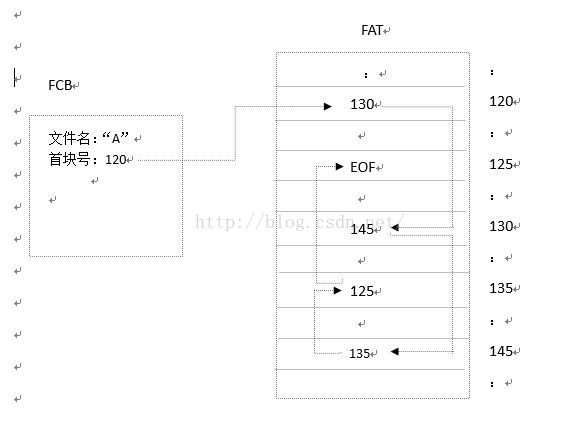 FAT
FCB
文件名:“A”
首块号:120
:
130
EOF
145
125
135
:
120
:
125
:
130
:
135
:
145
:
http://blog.csdn.net/